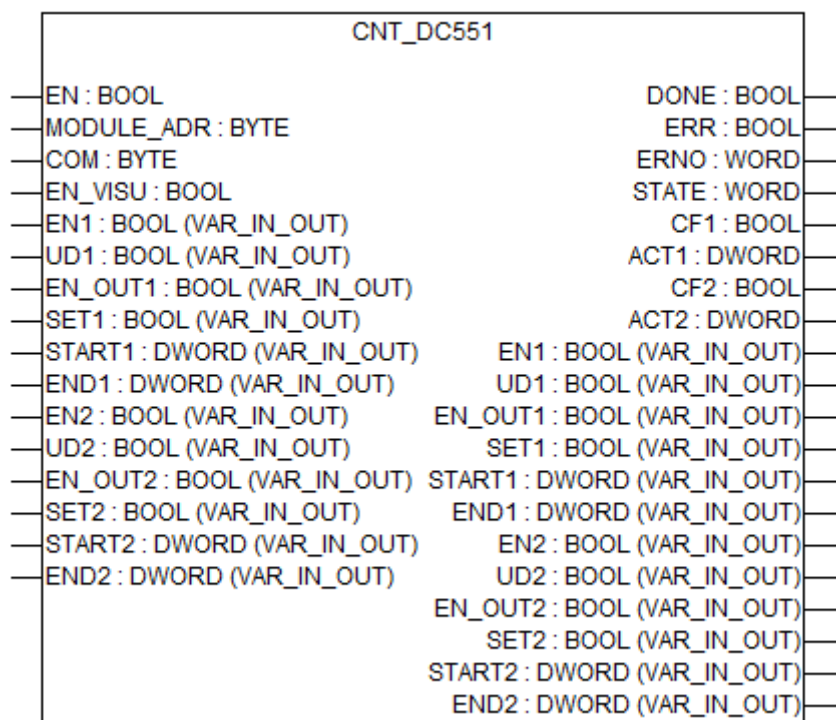 CNT_DC551
EN : BOOL DONE : BOOL
MODULE_ADR : BYTE ERR : BOOL
COM : BYTE ERNO : WORD
EN_VISU : BOOL STATE : WORD
EN1 : BOOL (VAR_IN_OUT) CF1 : BOOL
UD1 : BOOL (VAR_IN_OUT) ACT1 : DWORD
EN_OUT1 : BOOL (VAR_IN_OUT) CF2 : BOOL
SET1 : BOOL (VAR_IN_OUT) ACT2 : DWORD
START1 : DWORD (VAR_IN_OUT) EN1 : BOOL (VAR_IN_OUT)
END1 : DWORD (VAR_IN_OUT) UD1 : BOOL (VAR_IN_OUT)
EN2 : BOOL (VAR_IN_OUT) EN_OUT1 : BOOL (VAR_IN_OUT)
UD2 : BOOL (VAR_IN_OUT) SET1 : BOOL (VAR_IN_OUT)
EN_OUT2 : BOOL (VAR_IN_OUT) START1 : DWORD (VAR_IN_OUT)
SET2 : BOOL (VAR_IN_OUT) END1 : DWORD (VAR_IN_OUT)
START2 : DWORD (VAR_IN_OUT) EN2 : BOOL (VAR_IN_OUT)
END2 : DWORD (VAR_IN_OUT) UD2 : BOOL (VAR_IN_OUT)
EN_OUT2 : BOOL (VAR_IN_OUT)
SET2 : BOOL (VAR_IN_OUT)
START2 : DWORD (VAR_IN_OUT)
END2 : DWORD (VAR_IN_OUT)